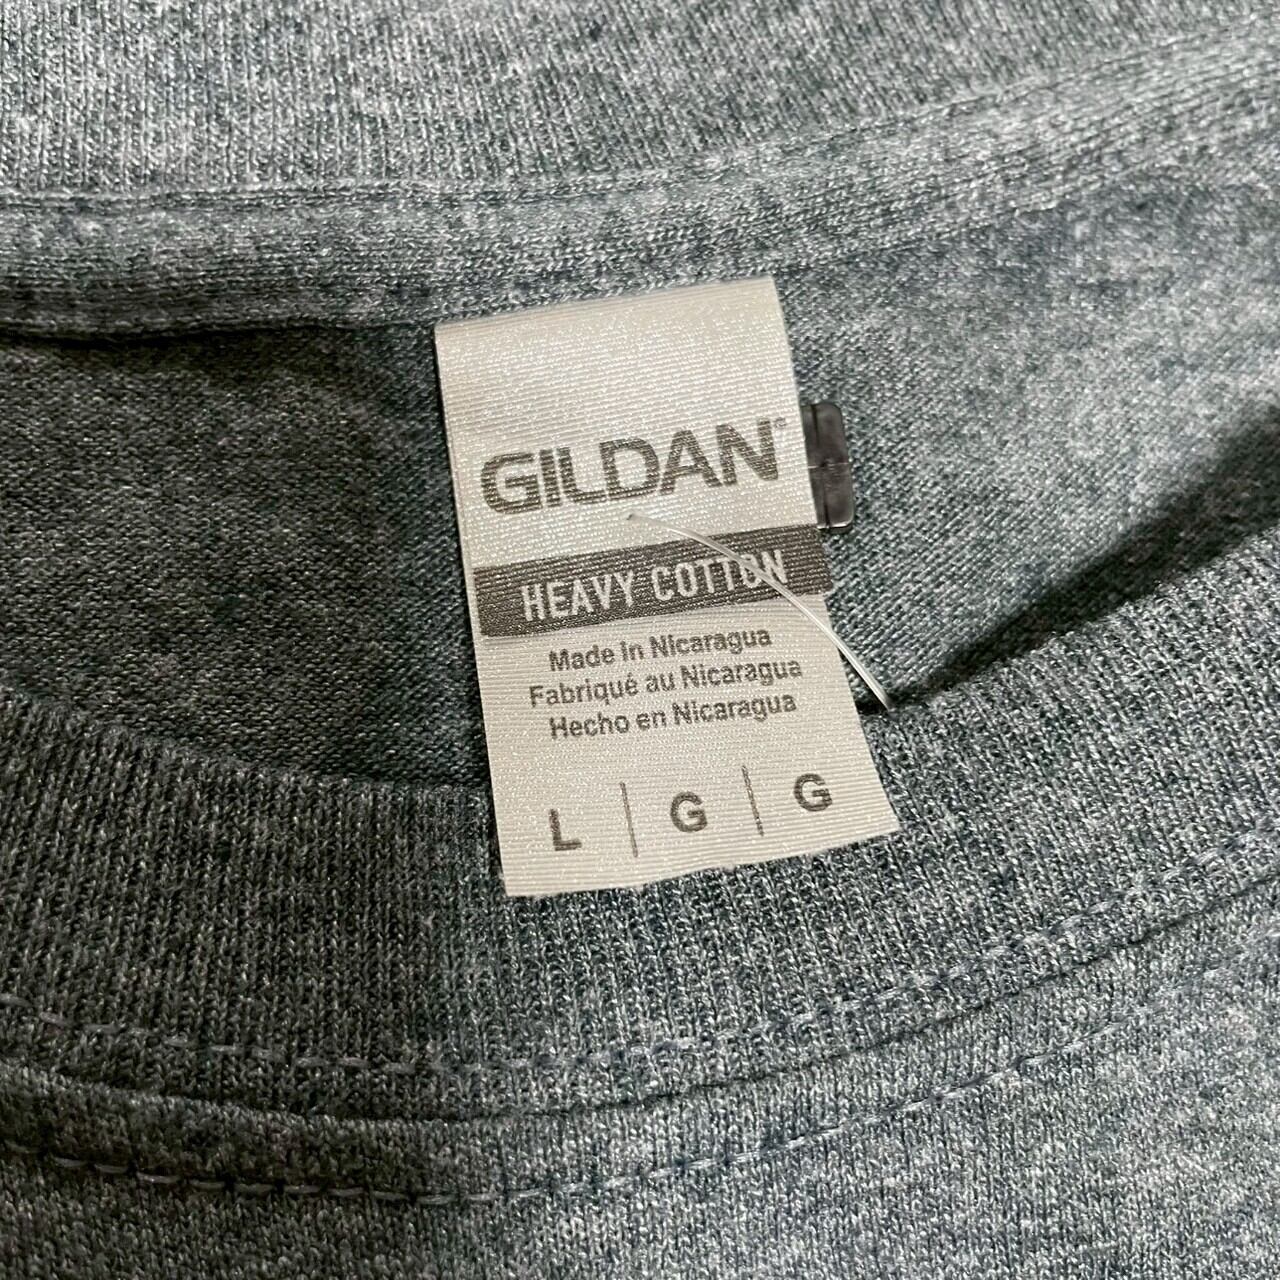 GILDAN®
HEAVY COTTON
Made in Nicaragua
Fabriqué au Nicaragua
Hecho en Nicaragua
L | G | G